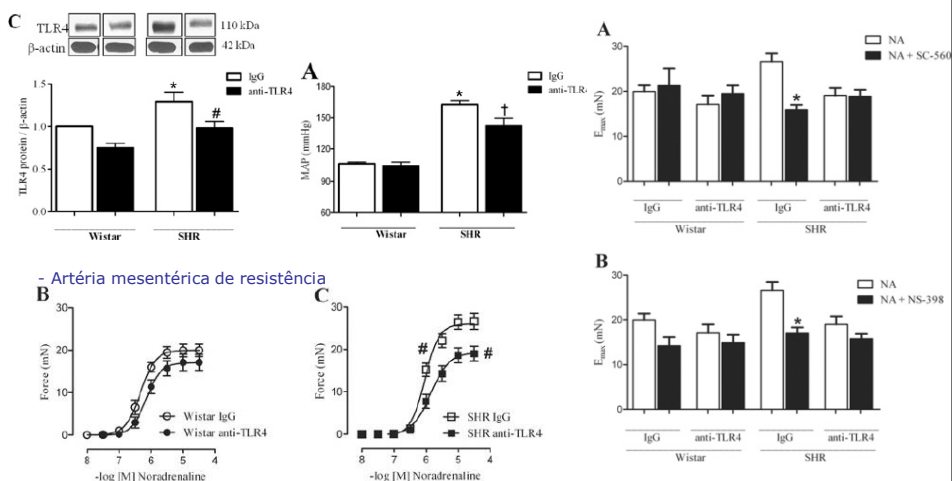 C
TLR4 110 kDa
β-actin 42 kDa
IgG
anti-TLR4
TLR4 protein / β-actin
1.5
1.0
0.5
0.0
*
#
Wistar SHR
A
IgG
anti-TLR4
MAP (mmHg)
180
150
120
90
60
*
†
Wistar SHR
- Artéria mesentérica de resistência
B
Force (mN)
30
20
10
0
Wistar IgG
Wistar anti-TLR4
8 7 6 5 4
-log [M] Noradrenaline
C
Force (mN)
30
20
10
0
#
#
SHR IgG
SHR anti-TLR4
8 7 6 5 4
-log [M] Noradrenaline
A
NA
NA + SC-560
Emax (mN)
30
20
10
0
*
IgG anti-TLR4 IgG anti-TLR4
Wistar SHR
B
NA
NA + NS-398
Emax (mN)
30
20
10
0
*
IgG anti-TLR4 IgG anti-TLR4
Wistar SHR